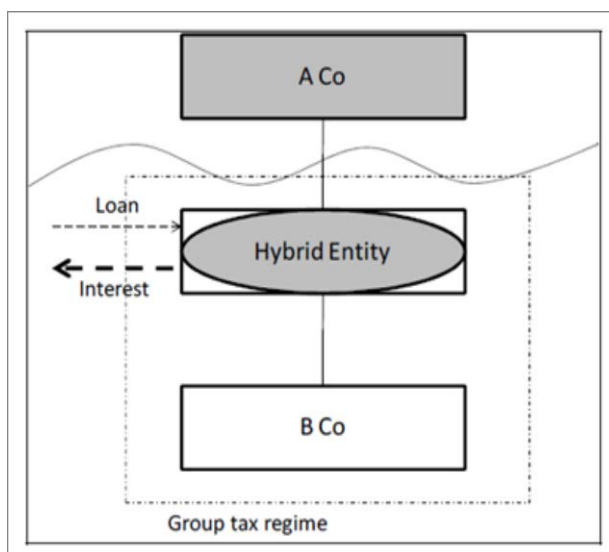 A Co
Loan
Hybrid Entity
Interest
B Co
Group tax regime